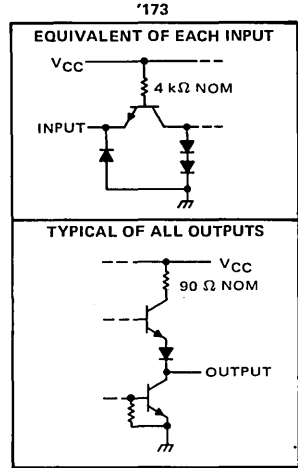 '173
EQUIVALENT OF EACH INPUT
VCC
4 kΩ NOM
INPUT
TYPICAL OF ALL OUTPUTS
VCC
90 Ω NOM
OUTPUT